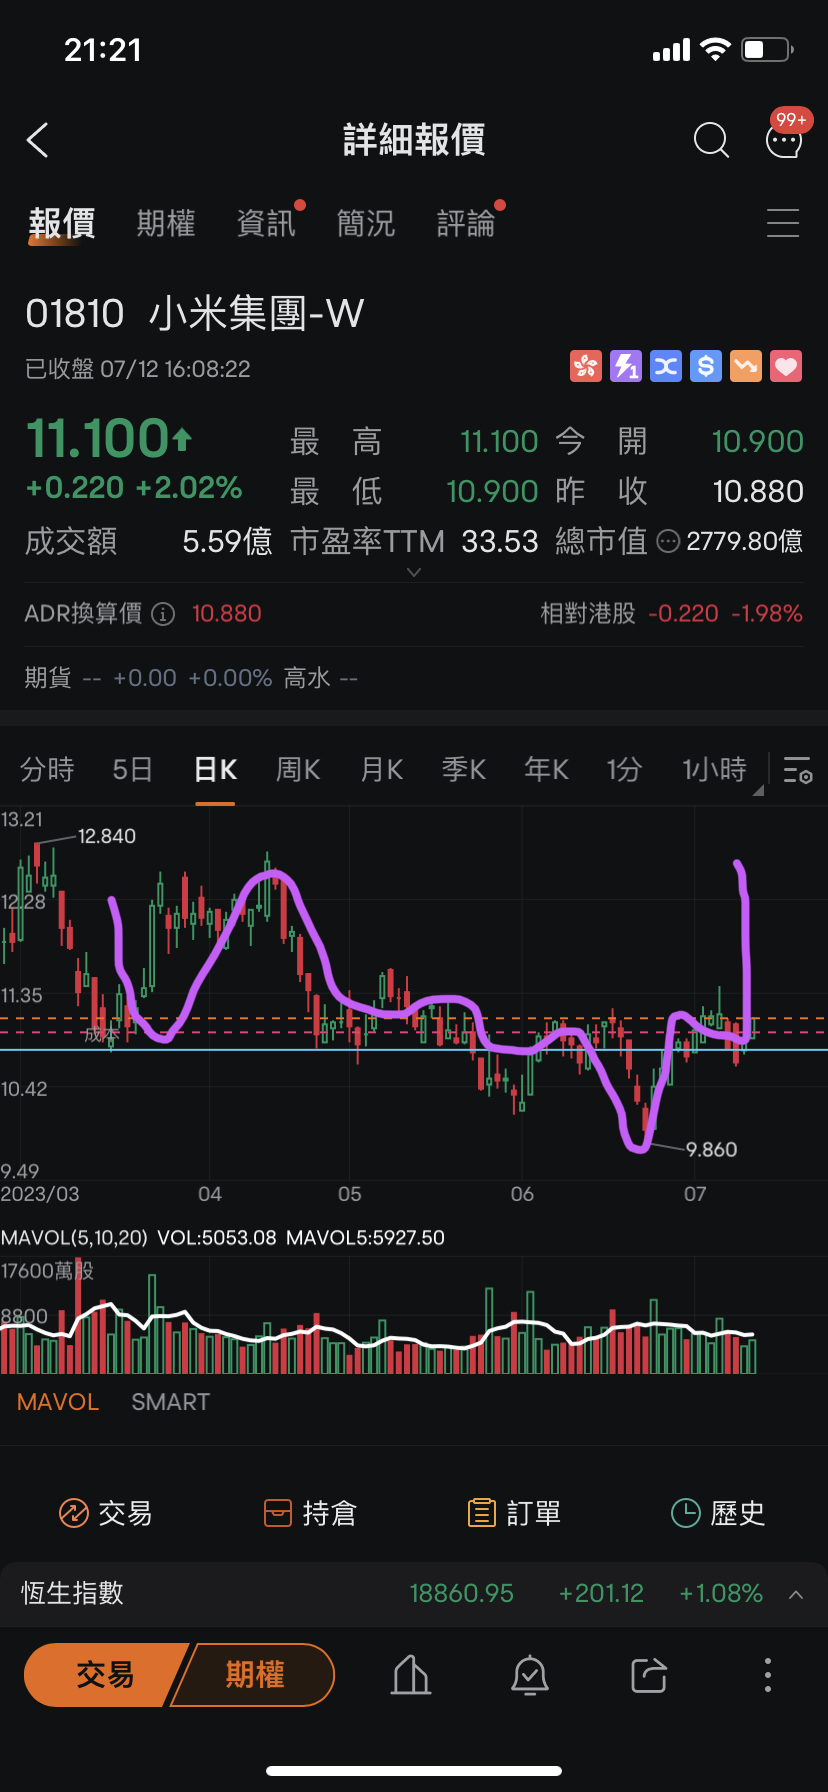 21:21
99+
詳細報價
報價 期權 資訊 簡況 評論
01810 小米集團-W
已收盤 07/12 16:08:22
11.100 最高 11.100 今開 10.900
+0.220 +2.02% 最低 10.900 昨收 10.880
成交額 5.59億 市盈率TTM 33.53 總市值 2779.80億
ADR換算價 10.880 相對港股 -0.220 -1.98%
期貨 -- +0.00 +0.00% 高水 --
分時 5日 日K 周K 月K 季K 年K 1分 1小時
13.21
12.840
12.28
11.35
成本
10.42
9.860
9.49
2023/03 04 05 06 07
MAVOL(5,10,20) VOL:5053.08 MAVOL5:5927.50
17600萬股
8800
MAVOL SMART
交易 持倉 訂單 歷史
恆生指數 18860.95 +201.12 +1.08%
交易 期權